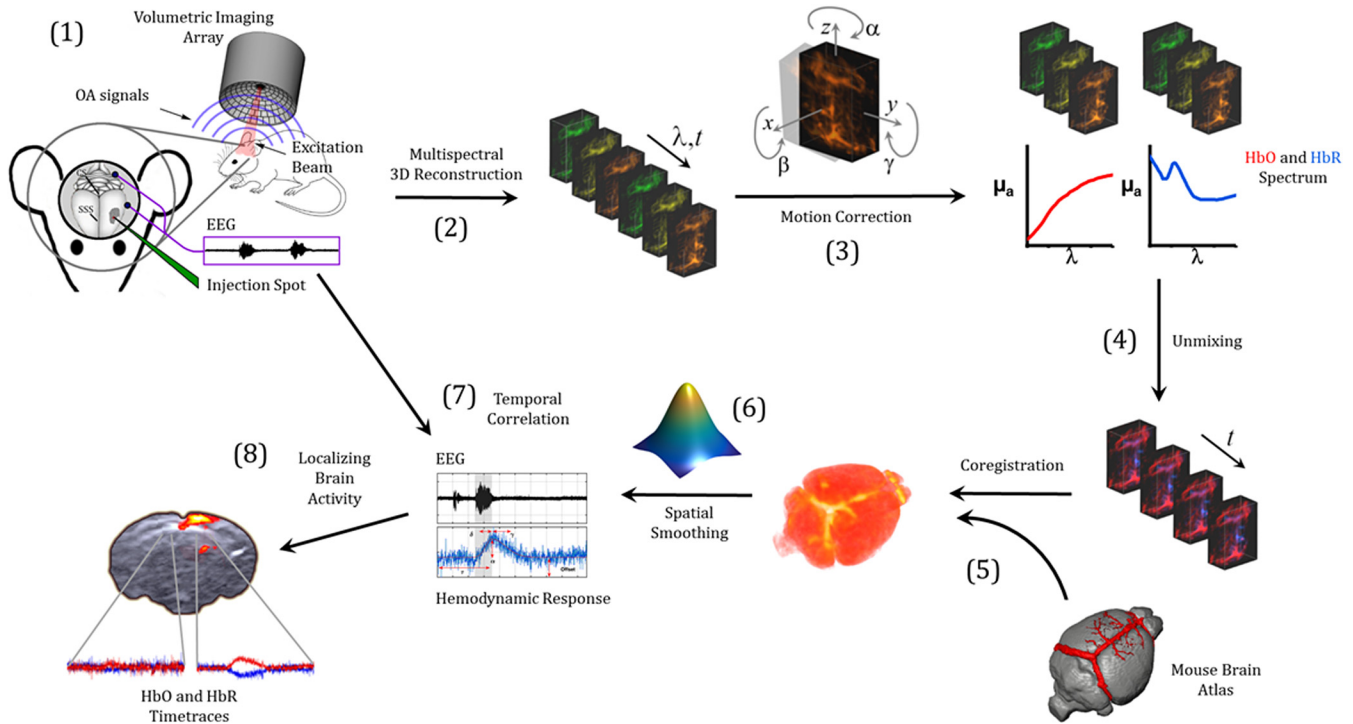 (1)
Volumetric Imaging
Array
OA signals
Excitation
Beam
SSS
EEG
Injection Spot
Multispectral
3D Reconstruction
(2)
λ,t
z
α
x
y
β
γ
Motion Correction
(3)
HbO and HbR
Spectrum
μa
λ
μa
λ
(4)
Unmixing
t
Coregistration
(5)
Mouse Brain
Atlas
(6)
Spatial
Smoothing
(7)
Temporal
Correlation
EEG
Offset
Hemodynamic Response
(8)
Localizing
Brain
Activity
HbO and HbR
Timetraces